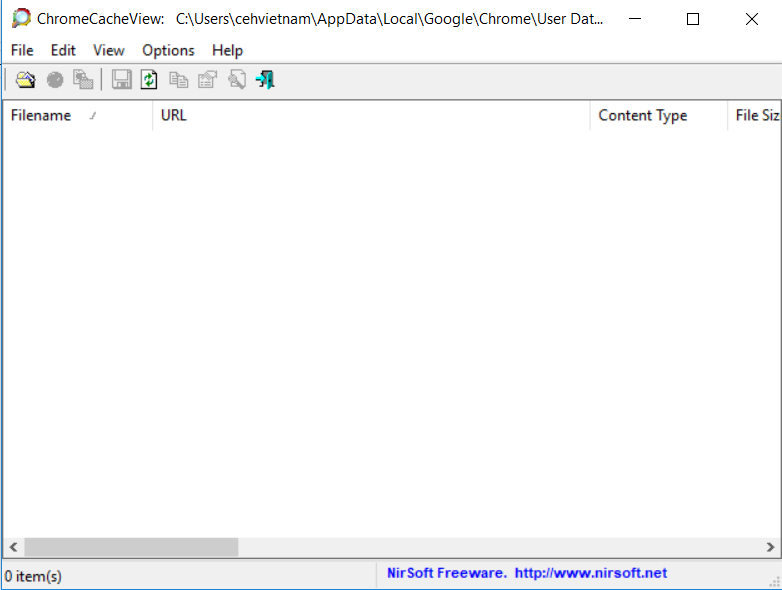 ChromeCacheView:   C:\Users\cehvietnam\AppData\Local\Google\Chrome\User Dat...
File Edit View Options Help
Filename URL Content Type File Siz
0 item(s) NirSoft Freeware.  http://www.nirsoft.net